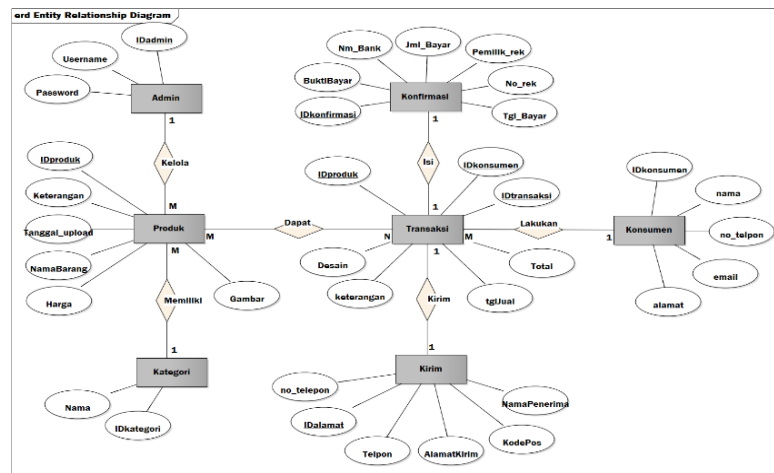 erd Entity Relationship Diagram
IDadmin
Username
Password
Admin
1
Kelola
M
Nm_Bank
Jml_Bayar
Pemilik_rek
BuktiBayar
No_rek
IDkonfirmasi
Tgl_Bayar
Konfirmasi
1
Isi
1
IDproduk
Keterangan
Tanggal_upload
NamaBarang
Harga
Gambar
Produk
M
M
Dapat
N
IDproduk
IDkonsumen
IDtransaksi
Transaksi
M
Lakukan
1
Desain
keterangan
Total
tglJual
1
IDkonsumen
nama
no_telpon
email
alamat
Konsumen
Memiliki
1
Kategori
Nama
IDkategori
Kirim
1
Kirim
no_telepon
IDalamat
Telpon
AlamatKirim
KodePos
NamaPenerima